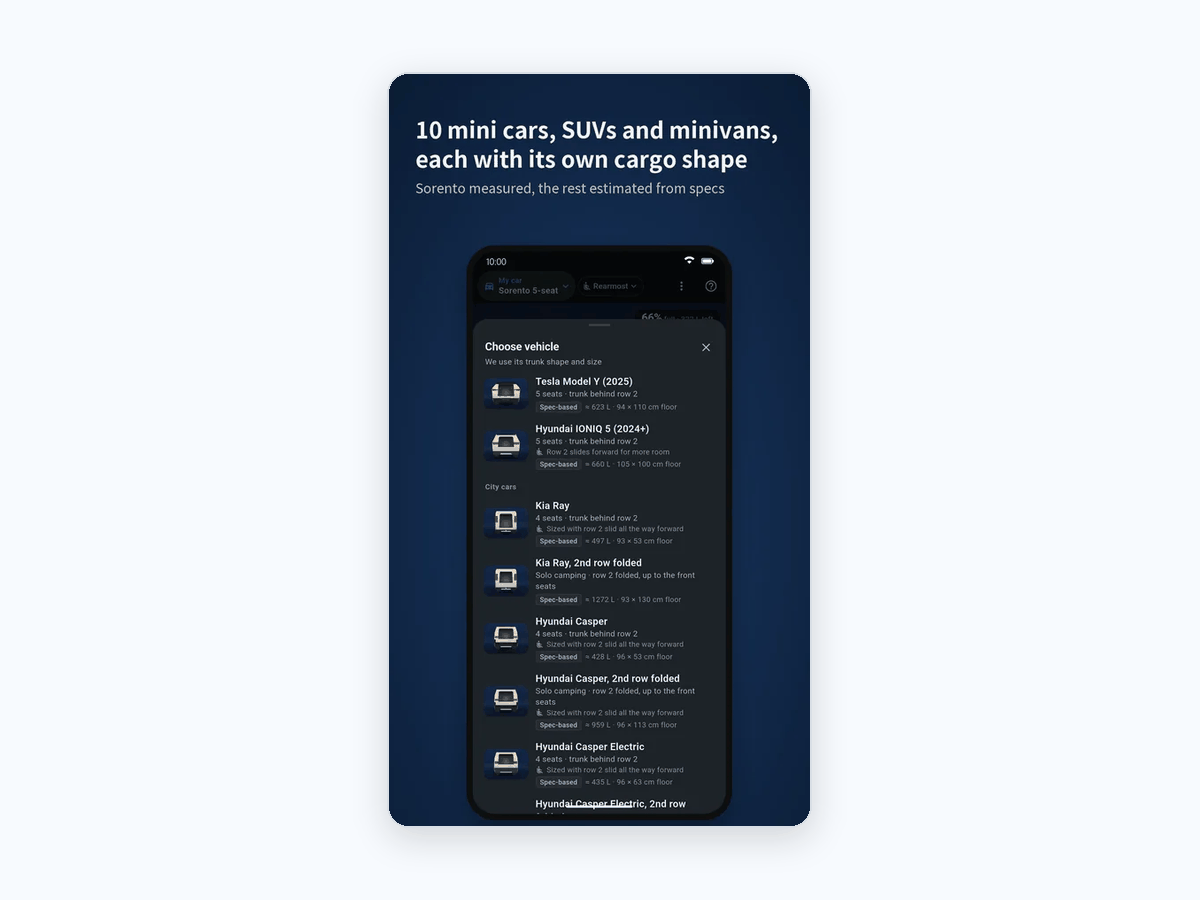 10 mini cars, SUVs and minivans,
each with its own cargo shape
Sorento measured, the rest estimated from specs
10:00
My car
Sorento 5-seat
Rearmost
66%
Choose vehicle
We use its trunk shape and size
Tesla Model Y (2025)
5 seats · trunk behind row 2
Spec-based ≈ 623 L · 94 × 110 cm floor
Hyundai IONIQ 5 (2024+)
5 seats · trunk behind row 2
Row 2 slides forward for more room
Spec-based ≈ 660 L · 105 × 100 cm floor
City cars
Kia Ray
4 seats · trunk behind row 2
Sized with row 2 slid all the way forward
Spec-based ≈ 497 L · 93 × 53 cm floor
Kia Ray, 2nd row folded
Solo camping · row 2 folded, up to the front
seats
Spec-based ≈ 1272 L · 93 × 130 cm floor
Hyundai Casper
4 seats · trunk behind row 2
Sized with row 2 slid all the way forward
Spec-based ≈ 428 L · 96 × 53 cm floor
Hyundai Casper, 2nd row folded
Solo camping · row 2 folded, up to the front
seats
Sized with row 2 slid all the way forward
Spec-based ≈ 959 L · 96 × 113 cm floor
Hyundai Casper Electric
4 seats · trunk behind row 2
Sized with row 2 slid all the way forward
Spec-based ≈ 435 L · 96 × 63 cm floor
Hyundai Casper Electric, 2nd row